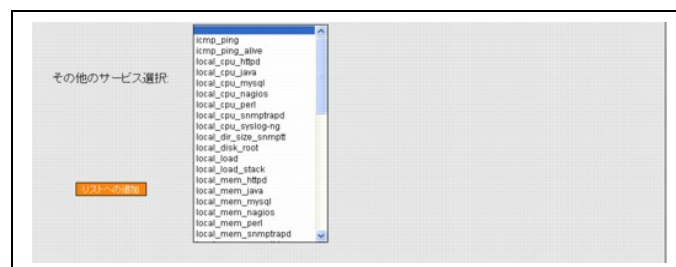 その他のサービス選択:
icmp_ping
icmp_ping_alive
local_cpu_httpd
local_cpu_java
local_cpu_mysql
local_cpu_nagios
local_cpu_perl
local_cpu_snmptrapd
local_cpu_syslog-ng
local_dir_size_snmptt
local_disk_root
local_load
local_load_stack
local_mem_httpd
local_mem_java
local_mem_mysql
local_mem_nagios
local_mem_perl
local_mem_snmptrapd
リストへの追加